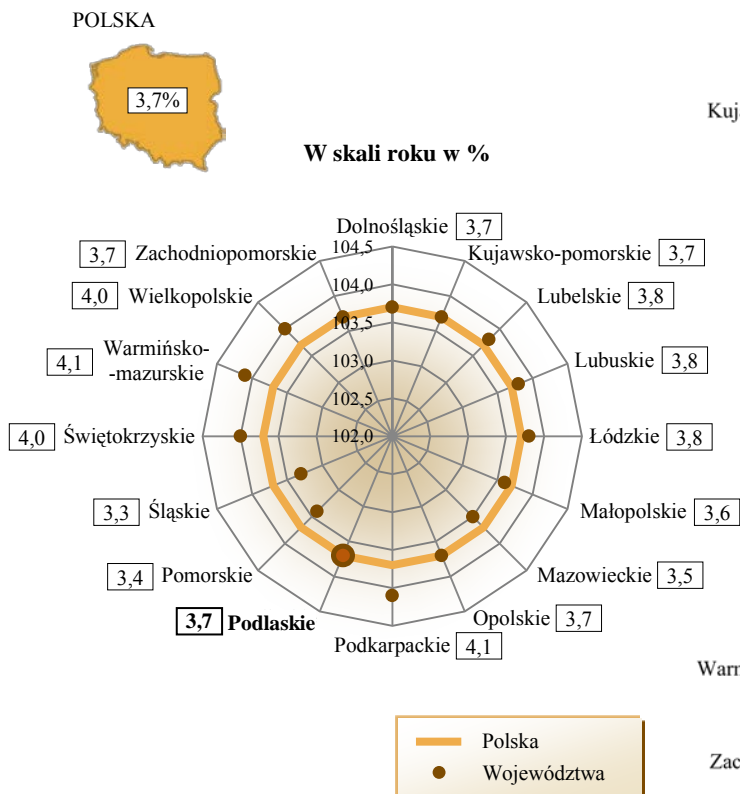 POLSKA
3,7%
Kuj
W skali roku w %
Dolnośląskie 3,7
Kujawsko-pomorskie 3,7
Lubelskie 3,8
Lubuskie 3,8
Łódzkie 3,8
Małopolskie 3,6
Mazowieckie 3,5
Opolskie 3,7
Podkarpackie 4,1
3,7 Podlaskie
3,4 Pomorskie
3,3 Śląskie
4,0 Świętokrzyskie
4,1 Warmińsko-
-mazurskie
4,0 Wielkopolskie
3,7 Zachodniopomorskie
104,5
104,0
103,5
103,0
102,5
102,0
Warn
Zac
Polska
Województwa